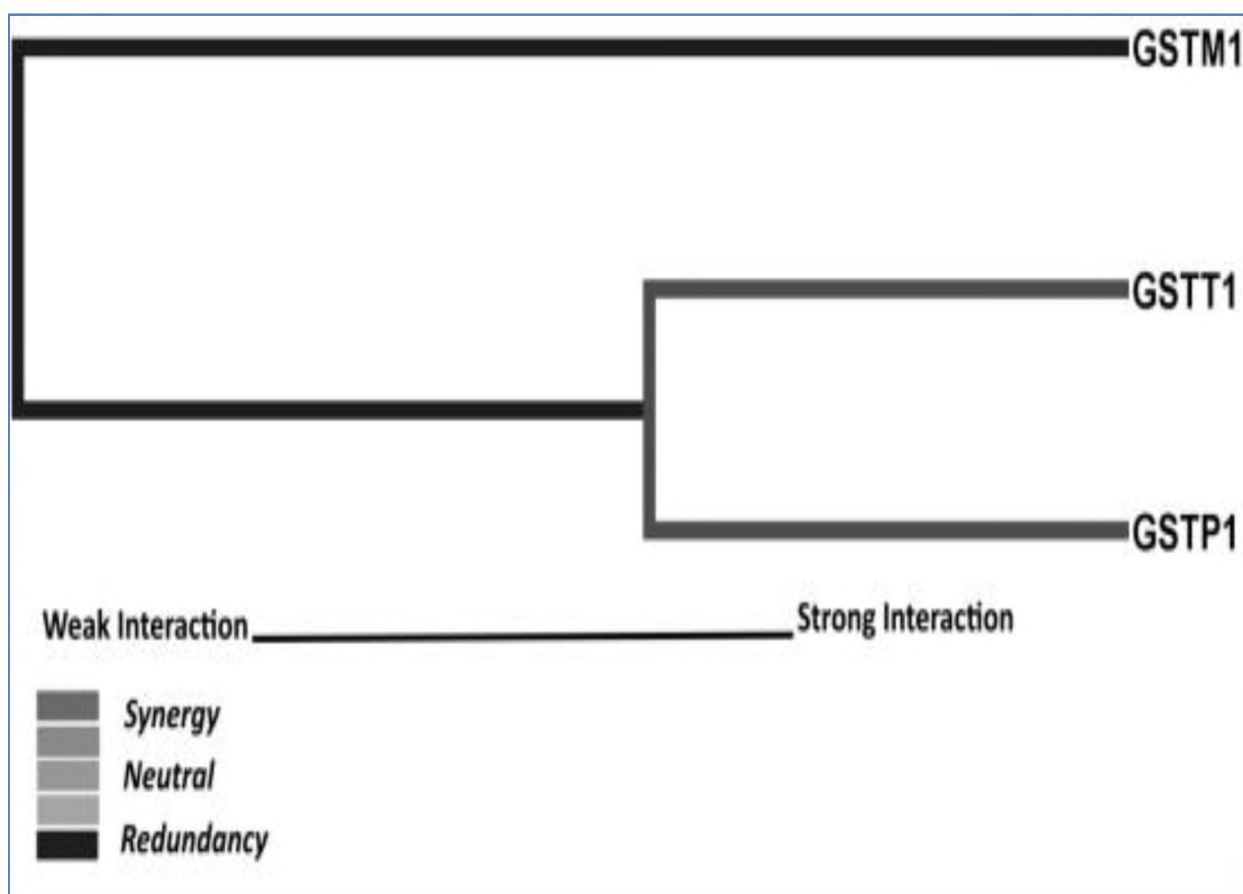 GSTM1
GSTT1
GSTP1
Weak Interaction Strong Interaction
Synergy
Neutral
Redundancy